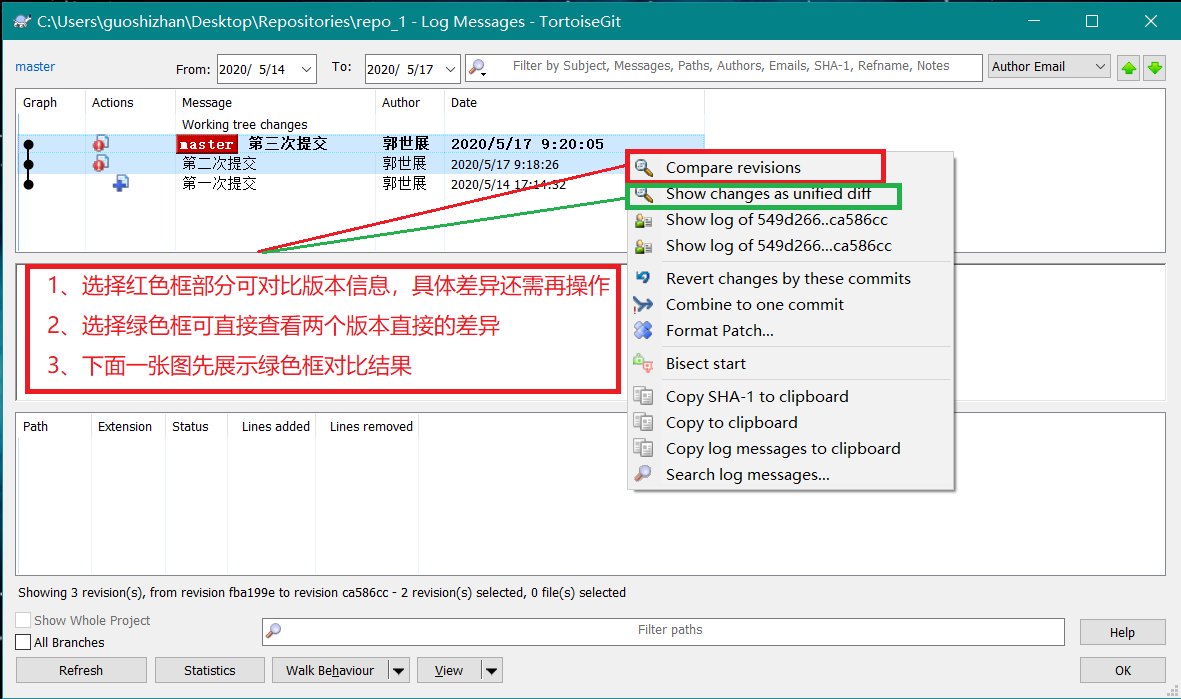 C:\Users\guoshizhan\Desktop\Repositories\repo_1 - Log Messages - TortoiseGit
master From: 2020/ 5/14 To: 2020/ 5/17 Filter by Subject, Messages, Paths, Authors, Emails, SHA-1, Refname, Notes Author Email
Graph Actions Message Author Date
Working tree changes
master 第三次提交 郭世展 2020/5/17 9:20:05
第二次提交 郭世展 2020/5/17 9:18:26
第一次提交 郭世展 2020/5/14 17:14:32
Compare revisions
Show changes as unified diff
Show log of 549d266..ca586cc
Show log of 549d266...ca586cc
Revert changes by these commits
Combine to one commit
Format Patch...
Bisect start
Copy SHA-1 to clipboard
Copy to clipboard
Copy log messages to clipboard
Search log messages...
1、选择红色框部分可对比版本信息，具体差异还需再操作
2、选择绿色框可直接查看两个版本直接的差异
3、下面一张图先展示绿色框对比结果
Path Extension Status Lines added Lines removed
Showing 3 revision(s), from revision fba199e to revision ca586cc - 2 revision(s) selected, 0 file(s) selected
Show Whole Project
All Branches
Filter paths
Help
Refresh Statistics Walk Behaviour View OK